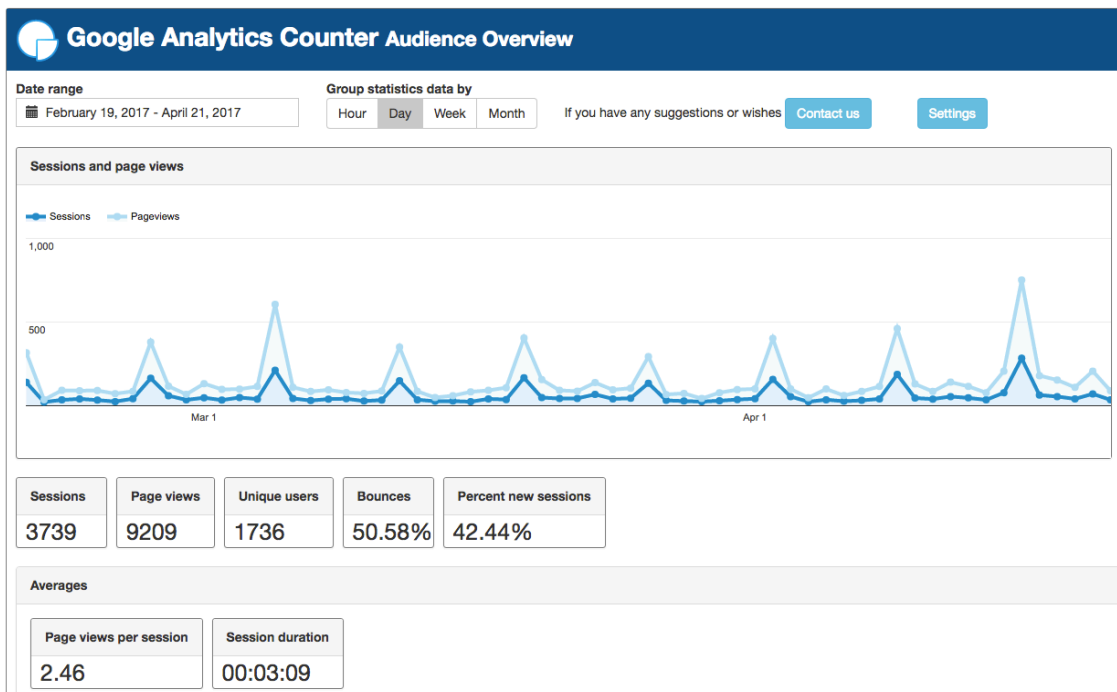 Google Analytics Counter Audience Overview
Date range
February 19, 2017 - April 21, 2017
Group statistics data by
Hour Day Week Month
If you have any suggestions or wishes Contact us Settings
Sessions and page views
Sessions Pageviews
1,000
500
Mar 1 Apr 1
Sessions Page views Unique users Bounces Percent new sessions
3739 9209 1736 50.58% 42.44%
Averages
Page views per session Session duration
2.46 00:03:09